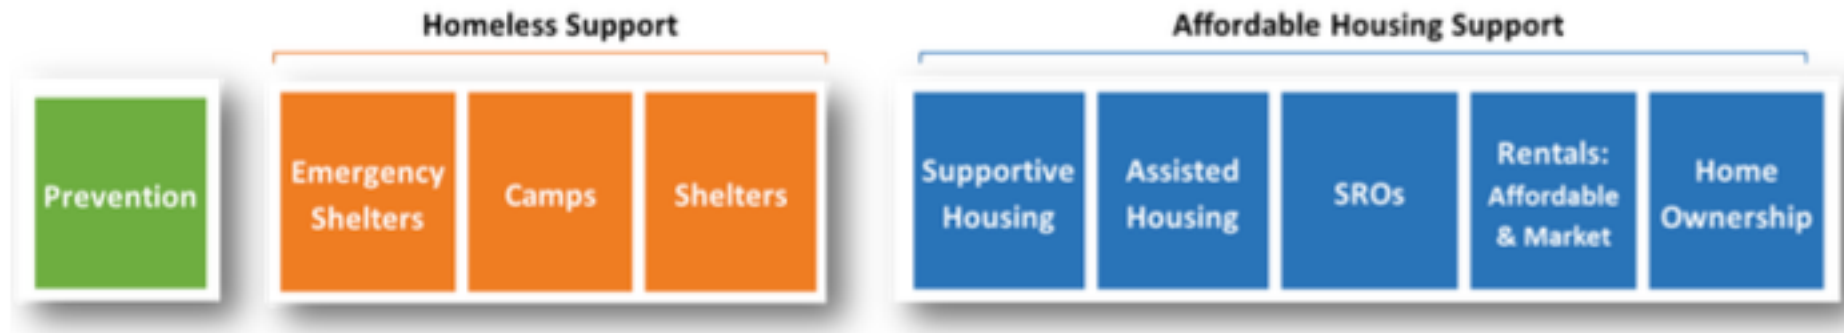 Homeless Support
Affordable Housing Support
Prevention
Emergency
Shelters
Camps
Shelters
Supportive
Housing
Assisted
Housing
SROs
Rentals:
Affordable
& Market
Home
Ownership